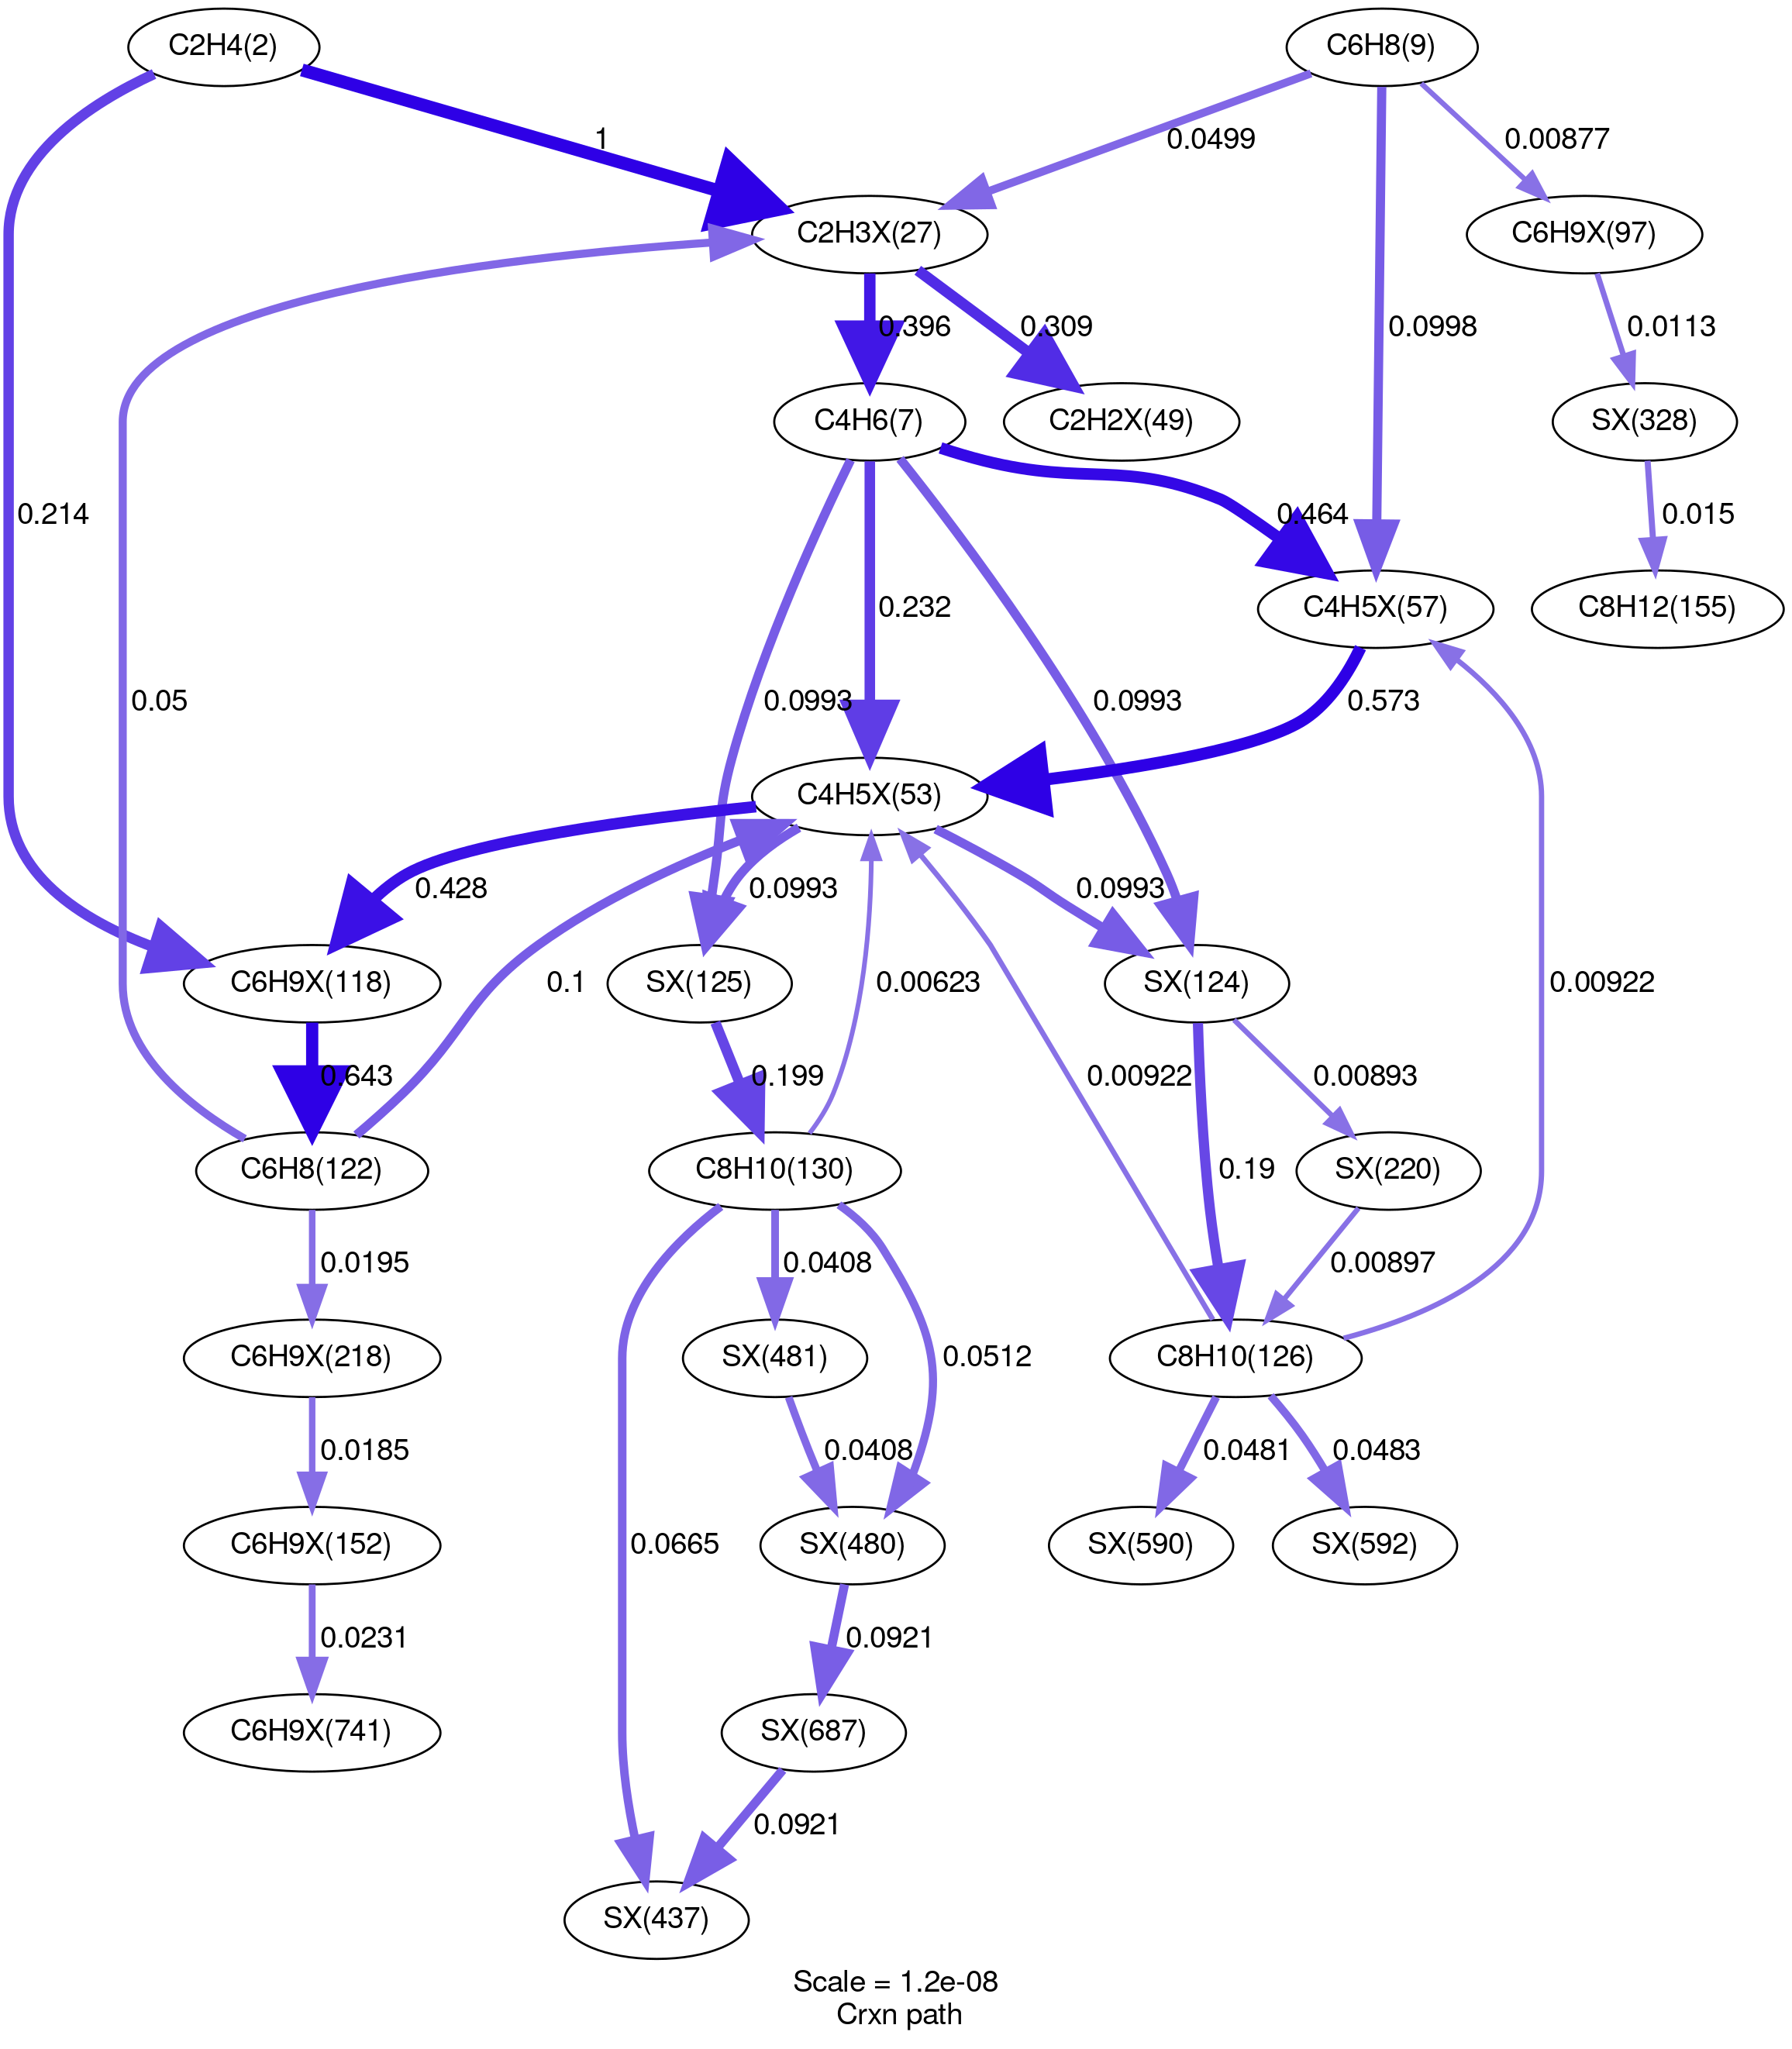 C2H4(2)
C6H8(9)
1
0.0499
0.00877
C2H3X(27)
C6H9X(97)
0.396
0.309
0.0998
0.0113
C4H6(7)
C2H2X(49)
SX(328)
0.214
0.464
0.015
C4H5X(57)
C8H12(155)
0.05
0.0993
0.232
0.0993
0.573
C4H5X(53)
0.428
0.0993
0.0993
C6H9X(118)
0.1
SX(125)
0.00623
SX(124)
0.00922
0.643
0.199
0.00922
0.00893
C6H8(122)
C8H10(130)
0.19
SX(220)
0.0195
0.0408
0.00897
C6H9X(218)
SX(481)
0.0512
C8H10(126)
0.0185
0.0408
0.0481
0.0483
C6H9X(152)
0.0665
SX(480)
SX(590)
SX(592)
0.0231
0.0921
C6H9X(741)
SX(687)
0.0921
SX(437)
Scale = 1.2e-08
Crxn path